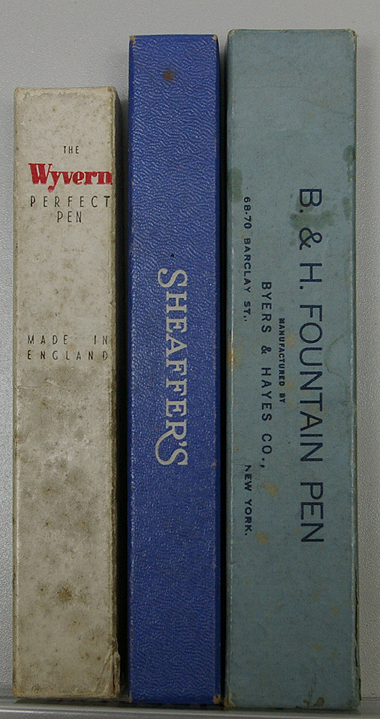 THE
Wyvern
PERFECT
PEN
MADE IN
ENGLAND
SHEAFFER'S
B. & H. FOUNTAIN PEN
MANUFACTURED BY
BYERS & HAYES CO.,
68-70 BARCLAY ST., NEW YORK.